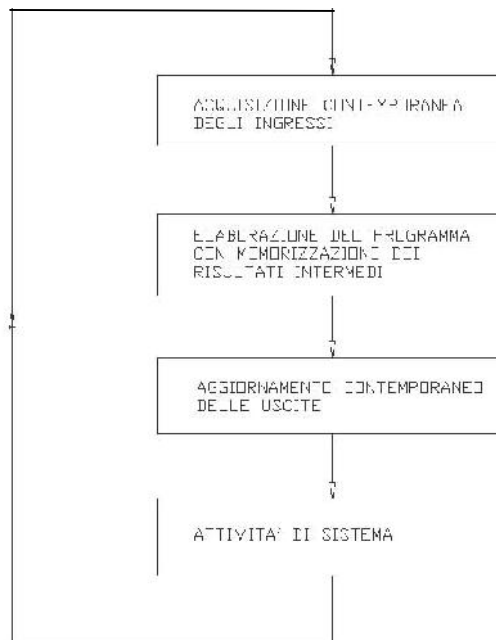 ACQUISIZIONE CONTEMPORANEA
DEGLI INGRESSI
ELABORAZIONE DEL PROGRAMMA
CON MEMORIZZAZIONE DEI
RISULTATI INTERMEDI
AGGIORNAMENTO CONTEMPORANEO
DELLE USCITE
ATTIVITA' DI SISTEMA